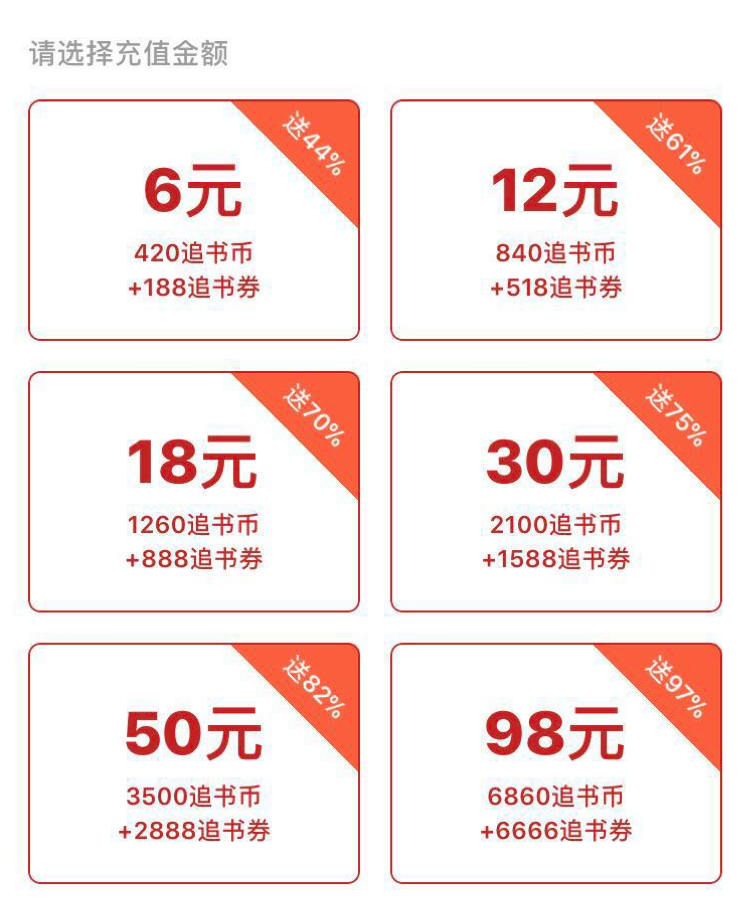 请选择充值金额
送44%
6元
420追书币
+188追书券
送61%
12元
840追书币
+518追书券
送70%
18元
1260追书币
+888追书券
送75%
30元
2100追书币
+1588追书券
送82%
50元
3500追书币
+2888追书券
送97%
98元
6860追书币
+6666追书券